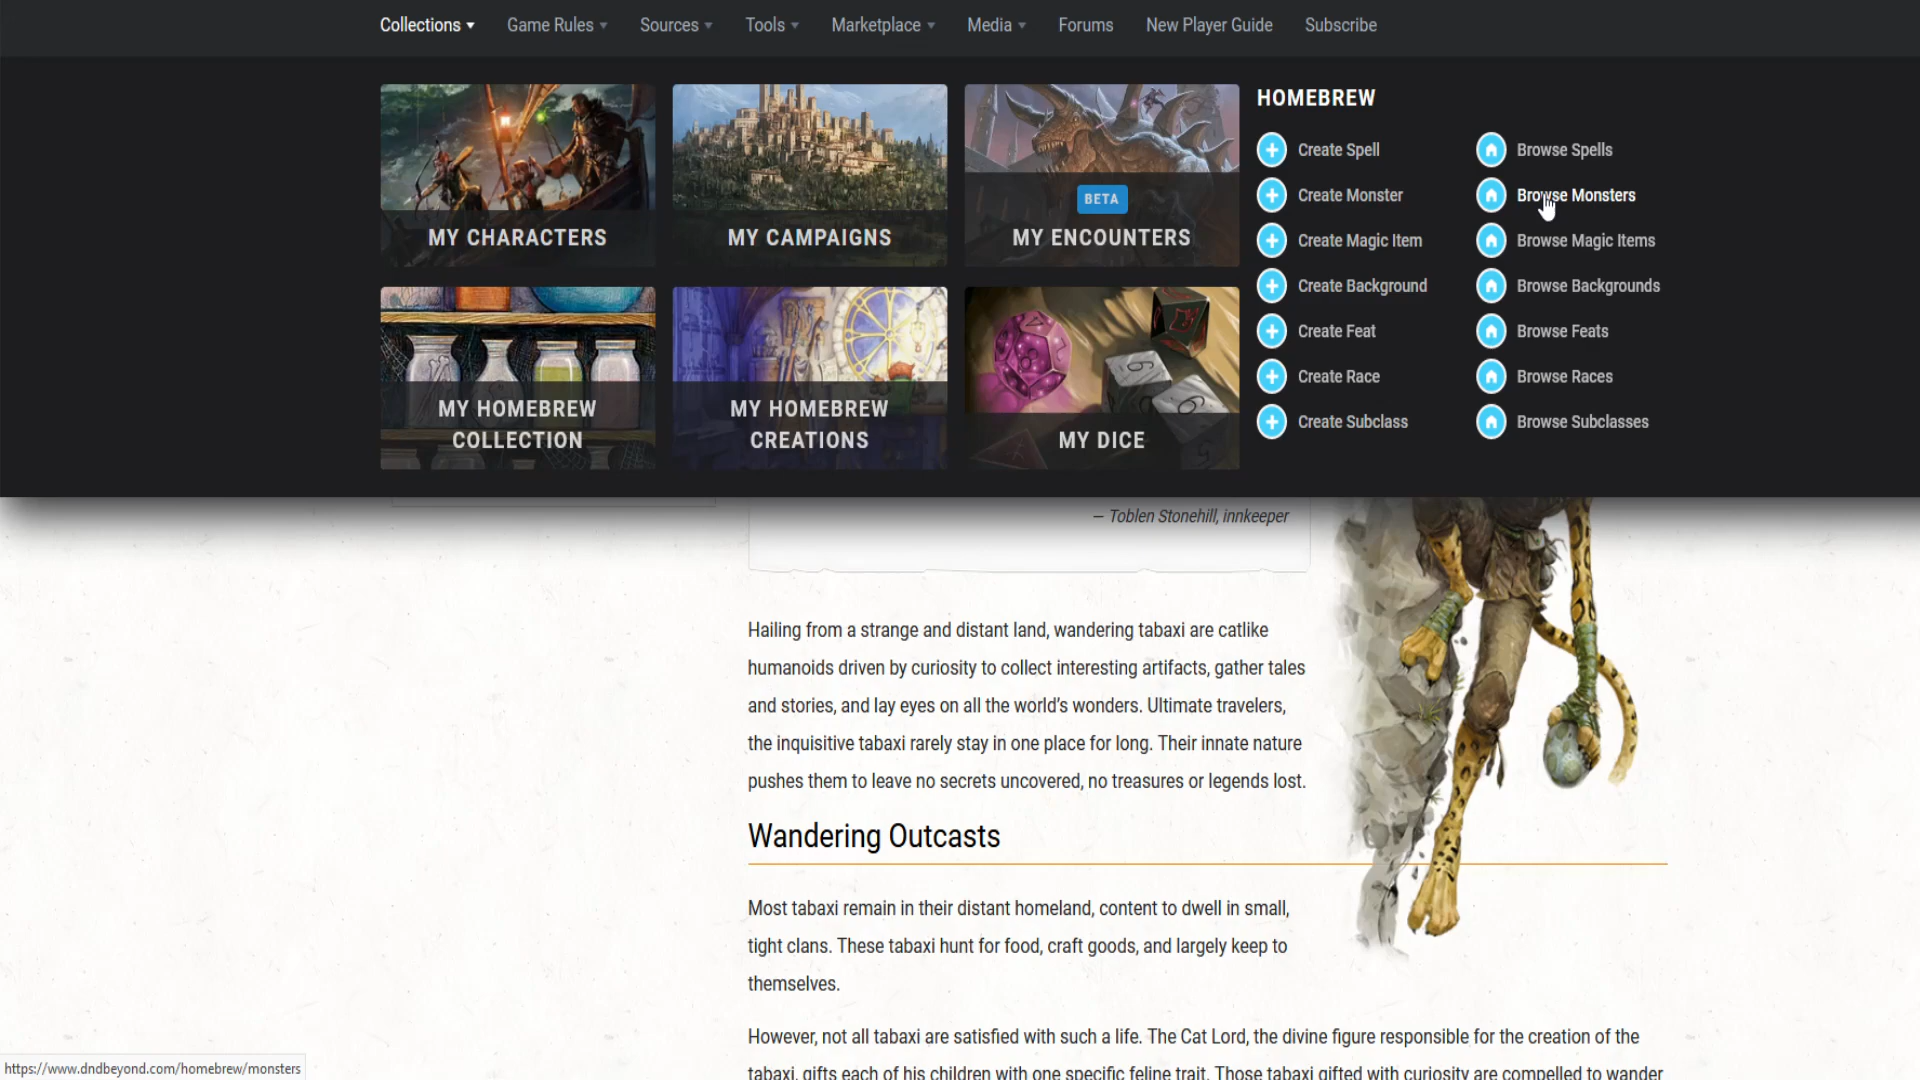 Collections
Game Rules
Sources
Tools
Marketplace
Media
Forums
New Player Guide
Subscribe
MY CHARACTERS
MY CAMPAIGNS
BETA
MY ENCOUNTERS
MY HOMEBREW
COLLECTION
MY HOMEBREW
CREATIONS
MY DICE
HOMEBREW
Create Spell
Browse Spells
Create Monster
Browse Monsters
Create Magic Item
Browse Magic Items
Create Background
Browse Backgrounds
Create Feat
Browse Feats
Create Race
Browse Races
Create Subclass
Browse Subclasses
— Toblen Stonehill, innkeeper
Hailing from a strange and distant land, wandering tabaxi are catlike
humanoids driven by curiosity to collect interesting artifacts, gather tales
and stories, and lay eyes on all the world’s wonders. Ultimate travelers,
the inquisitive tabaxi rarely stay in one place for long. Their innate nature
pushes them to leave no secrets uncovered, no treasures or legends lost.
Wandering Outcasts
Most tabaxi remain in their distant homeland, content to dwell in small,
tight clans. These tabaxi hunt for food, craft goods, and largely keep to
themselves.
However, not all tabaxi are satisfied with such a life. The Cat Lord, the divine figure responsible for the creation of the
tabaxi, gifts each of his children with one specific feline trait. Those tabaxi gifted with curiosity are compelled to wander
https://www.dndbeyond.com/homebrew/monsters